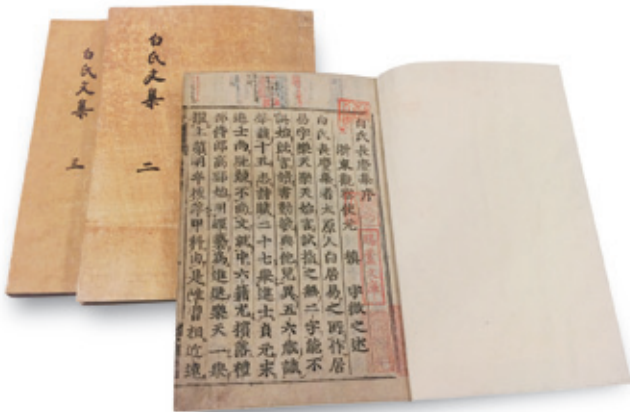 白氏文集
三
白氏文集
二
白氏長慶集序
浙東觀察使元 稹 字微之述
白氏長慶集者太原人白居易之所作居
易字樂天樂天始言試指之無二字能不
誤始既言讀書勤敏與他兒異五六歲識
聲韻十五志詩賦二十七舉進士貞元末
進士尚馳競不尚文就中六籍尤擯落禮
部侍郎高郢始用經藝爲進退樂天一舉
擢上第明年拔萃甲科由是性習相近遠